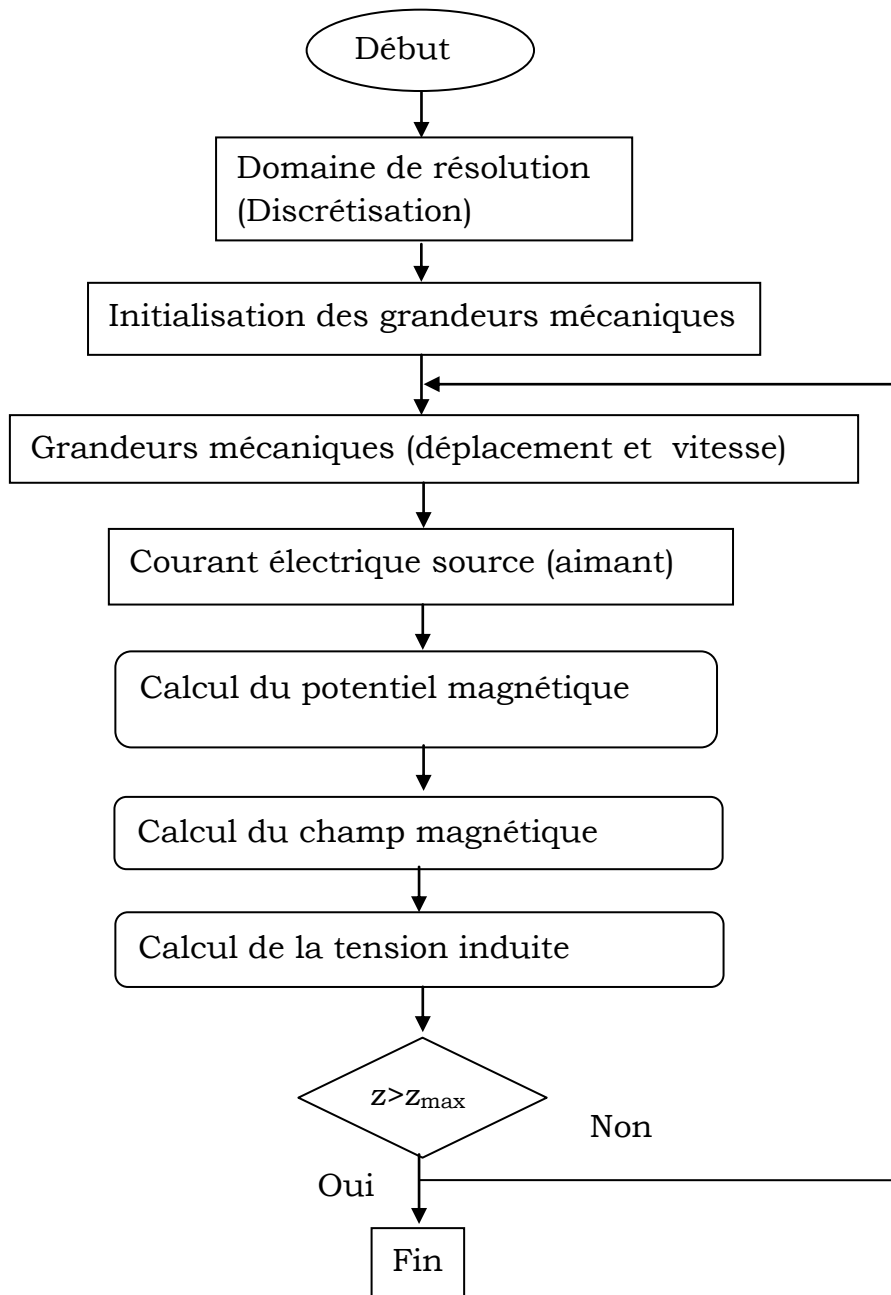 Début
Domaine de résolution
(Discrétisation)
Initialisation des grandeurs mécaniques
Grandeurs mécaniques (déplacement et  vitesse)
Courant électrique source (aimant)
Calcul du potentiel magnétique
Calcul du champ magnétique
Calcul de la tension induite
z>zmax
Non
Oui
Fin